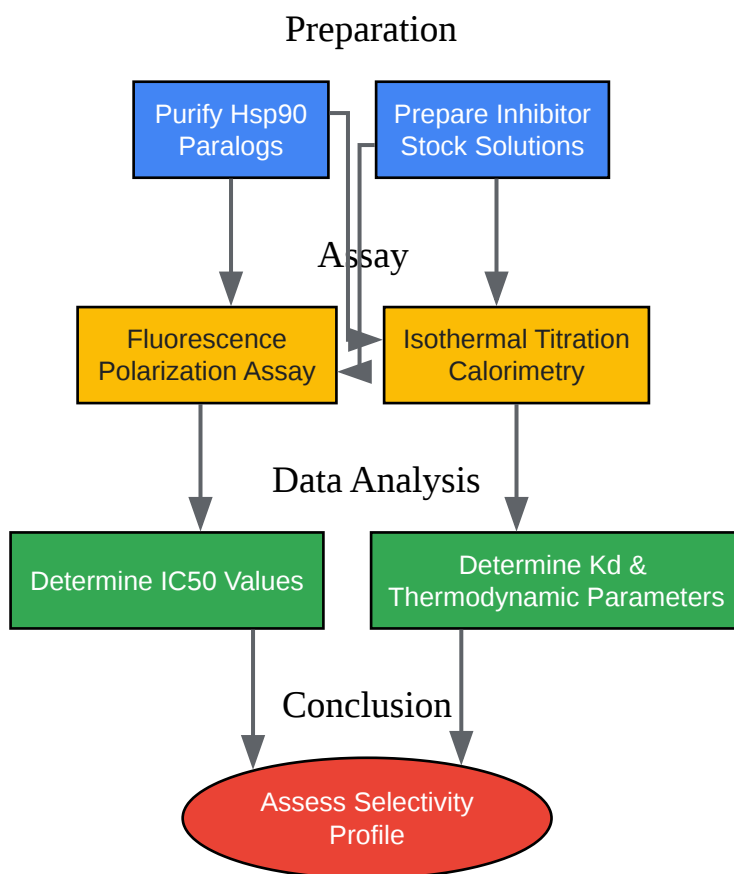 Preparation
Purify Hsp90
Paralogs
Prepare Inhibitor
Stock Solutions
Assay
Fluorescence
Polarization Assay
Isothermal Titration
Calorimetry
Data Analysis
Determine IC50 Values
Determine Kd &
Thermodynamic Parameters
Conclusion
Assess Selectivity
Profile